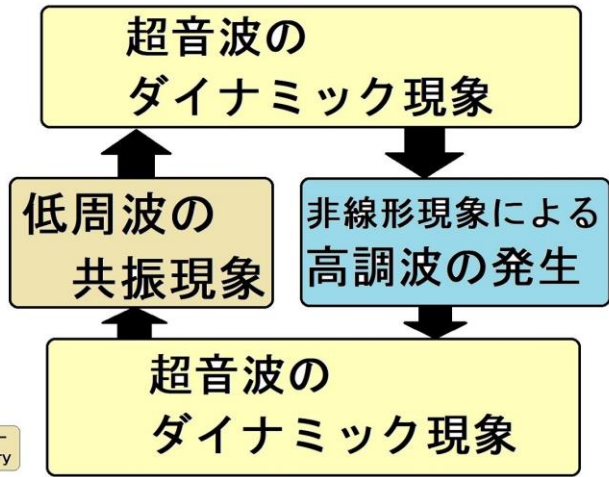 超音波の
ダイナミック現象
低周波の
共振現象
非線形現象による
高調波の発生
超音波の
ダイナミック現象
ー
ry